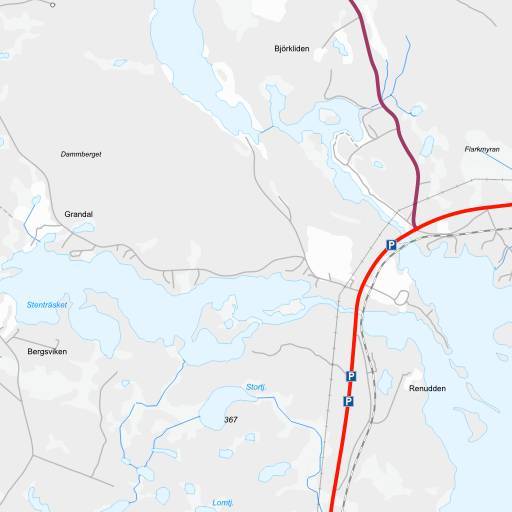 Björkliden
Flarkmyran
Dammberget
Grandal
P
Stenträsket
Bergsviken
P
Stortj.
Renudden
P
367
Lomtj.